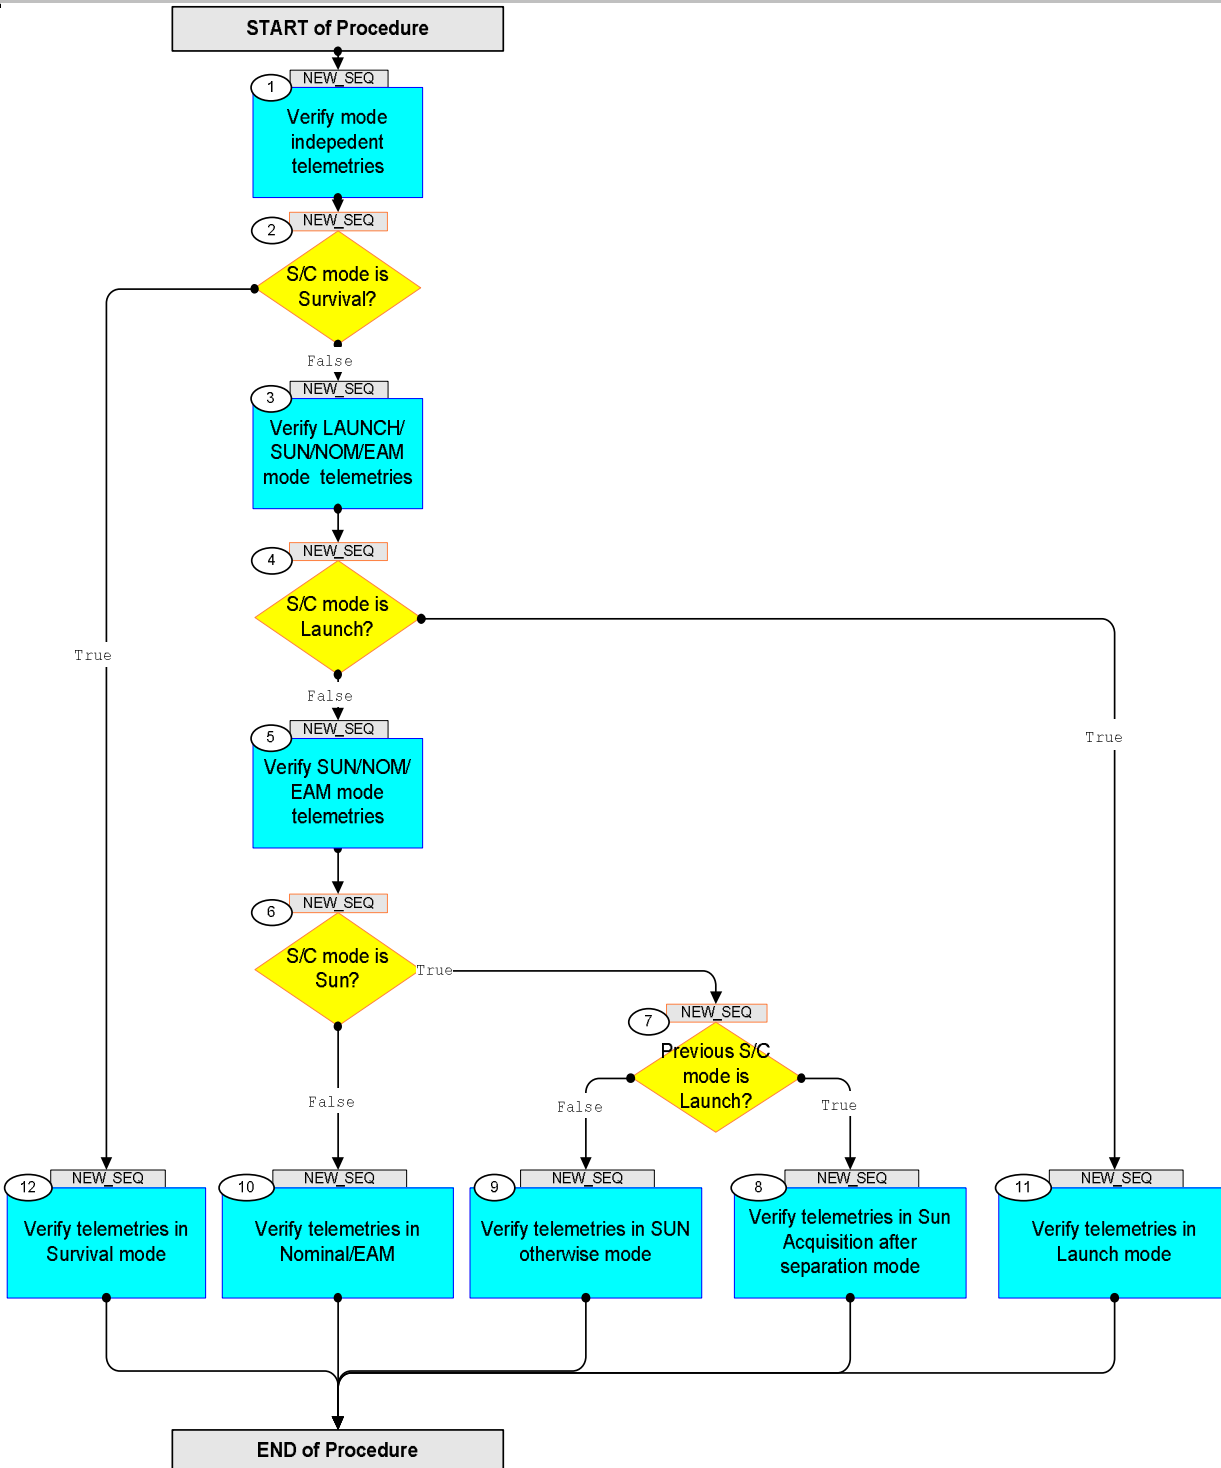 START of Procedure
NEW_SEQ
1
Verify mode
indepedent
telemetries
NEW_SEQ
2
S/C mode is
Survival?
False
NEW_SEQ
3
Verify LAUNCH/
SUN/NOM/EAM
mode telemetries
NEW_SEQ
4
S/C mode is
Launch?
True
False
True
NEW_SEQ
5
Verify SUN/NOM/
EAM mode
telemetries
NEW_SEQ
6
S/C mode is
Sun?
True
NEW_SEQ
7
Previous S/C
mode is
Launch?
False
False
True
NEW_SEQ
12
Verify telemetries in
Survival mode
NEW_SEQ
10
Verify telemetries in
Nominal/EAM
NEW_SEQ
9
Verify telemetries in SUN
otherwise mode
NEW_SEQ
8
Verify telemetries in Sun
Acquisition after
separation mode
NEW_SEQ
11
Verify telemetries in
Launch mode
END of Procedure